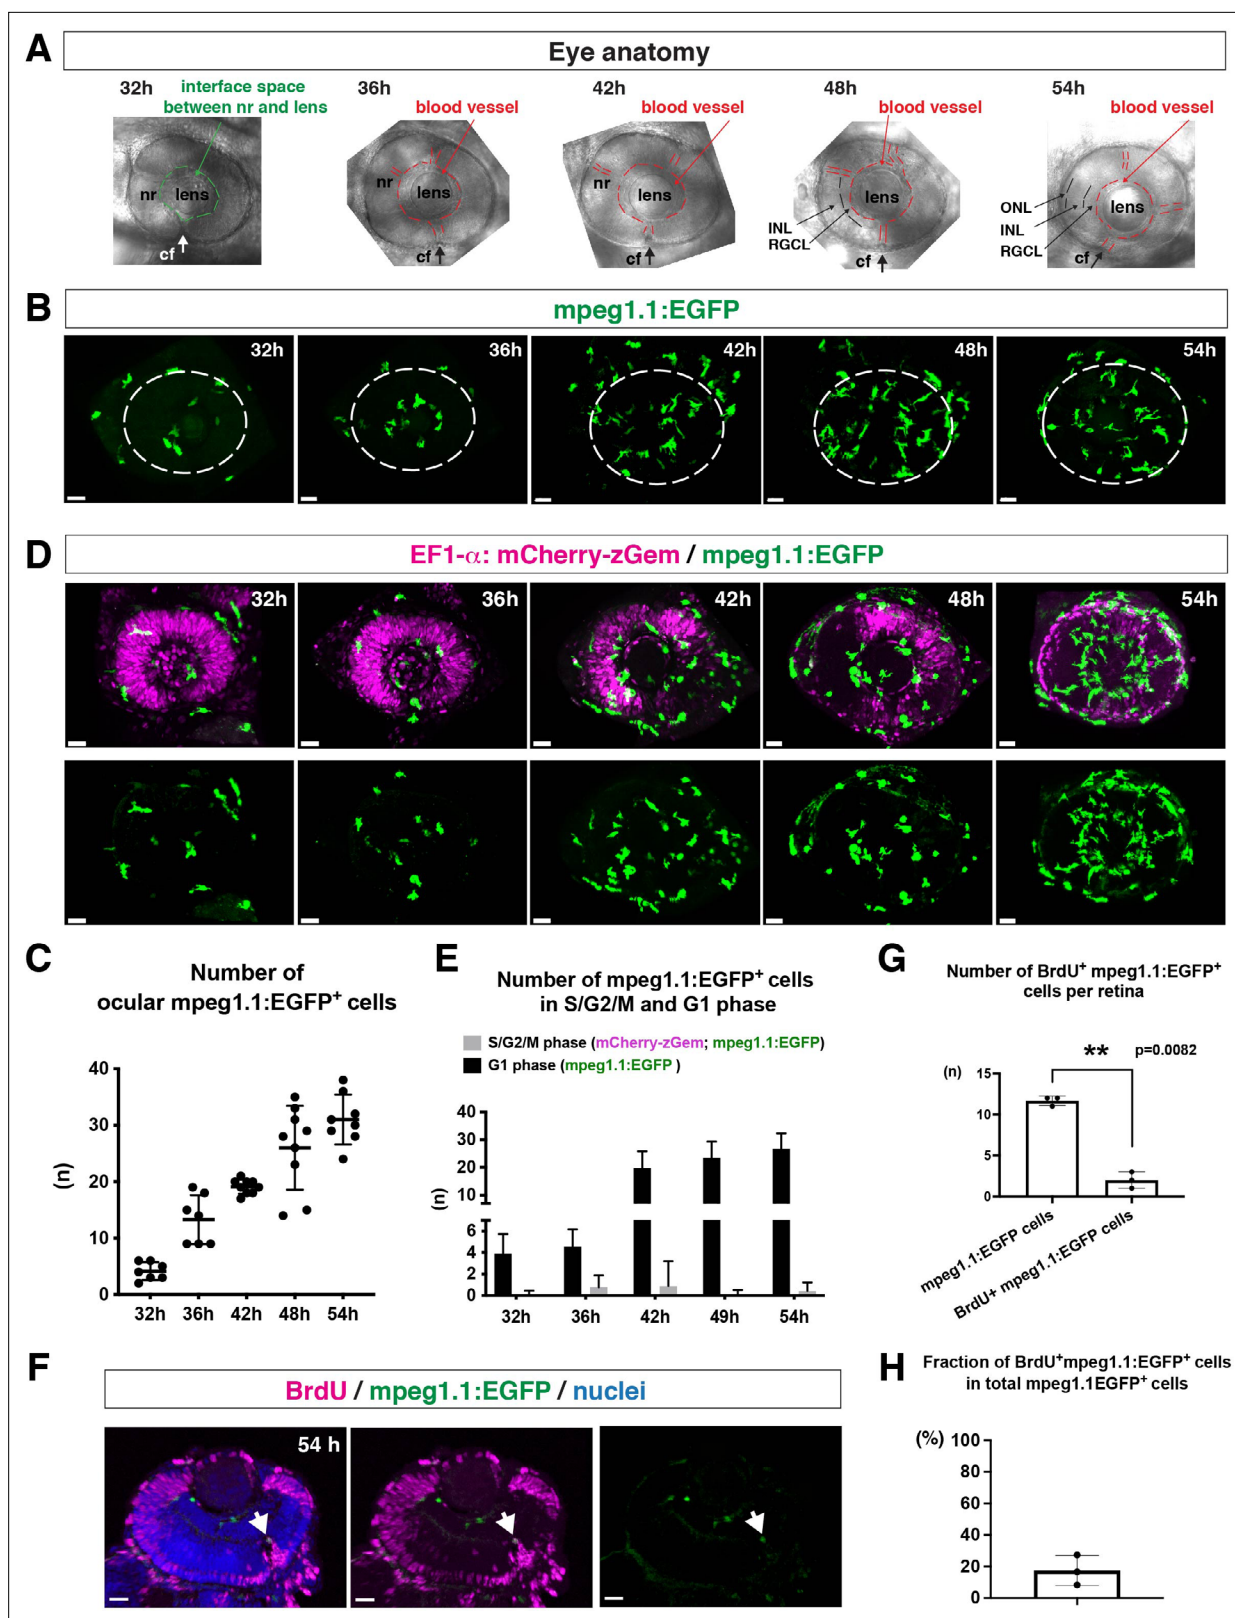 A
Eye anatomy
32h
interface space
between nr and lens
36h
blood vessel
42h
blood vessel
48h
blood vessel
54h
blood vessel
nr
lens
cf
nr
lens
cf
nr
lens
cf
lens
INL
RGCL
cf
lens
ONL
INL
RGCL
cf
B
mpeg1.1:EGFP
32h
36h
42h
48h
54h
D
EF1-α: mCherry-zGem / mpeg1.1:EGFP
32h
36h
42h
48h
54h
C
Number of
ocular mpeg1.1:EGFP⁺ cells
(n)
40
30
20
10
0
32h
36h
42h
48h
54h
E
Number of mpeg1.1:EGFP⁺ cells
in S/G2/M and G1 phase
S/G2/M phase (mCherry-zGem; mpeg1.1:EGFP)
G1 phase (mpeg1.1:EGFP )
(n)
40
30
20
10
6
4
2
0
32h
36h
42h
49h
54h
G
Number of BrdU⁺ mpeg1.1:EGFP⁺
cells per retina
**
p=0.0082
(n)
15
10
5
0
mpeg1.1:EGFP cells
BrdU+ mpeg1.1:EGFP cells
F
BrdU / mpeg1.1:EGFP / nuclei
54 h
H
Fraction of BrdU⁺mpeg1.1:EGFP⁺ cells
in total mpeg1.1EGFP⁺ cells
(%)
100
80
60
40
20
0